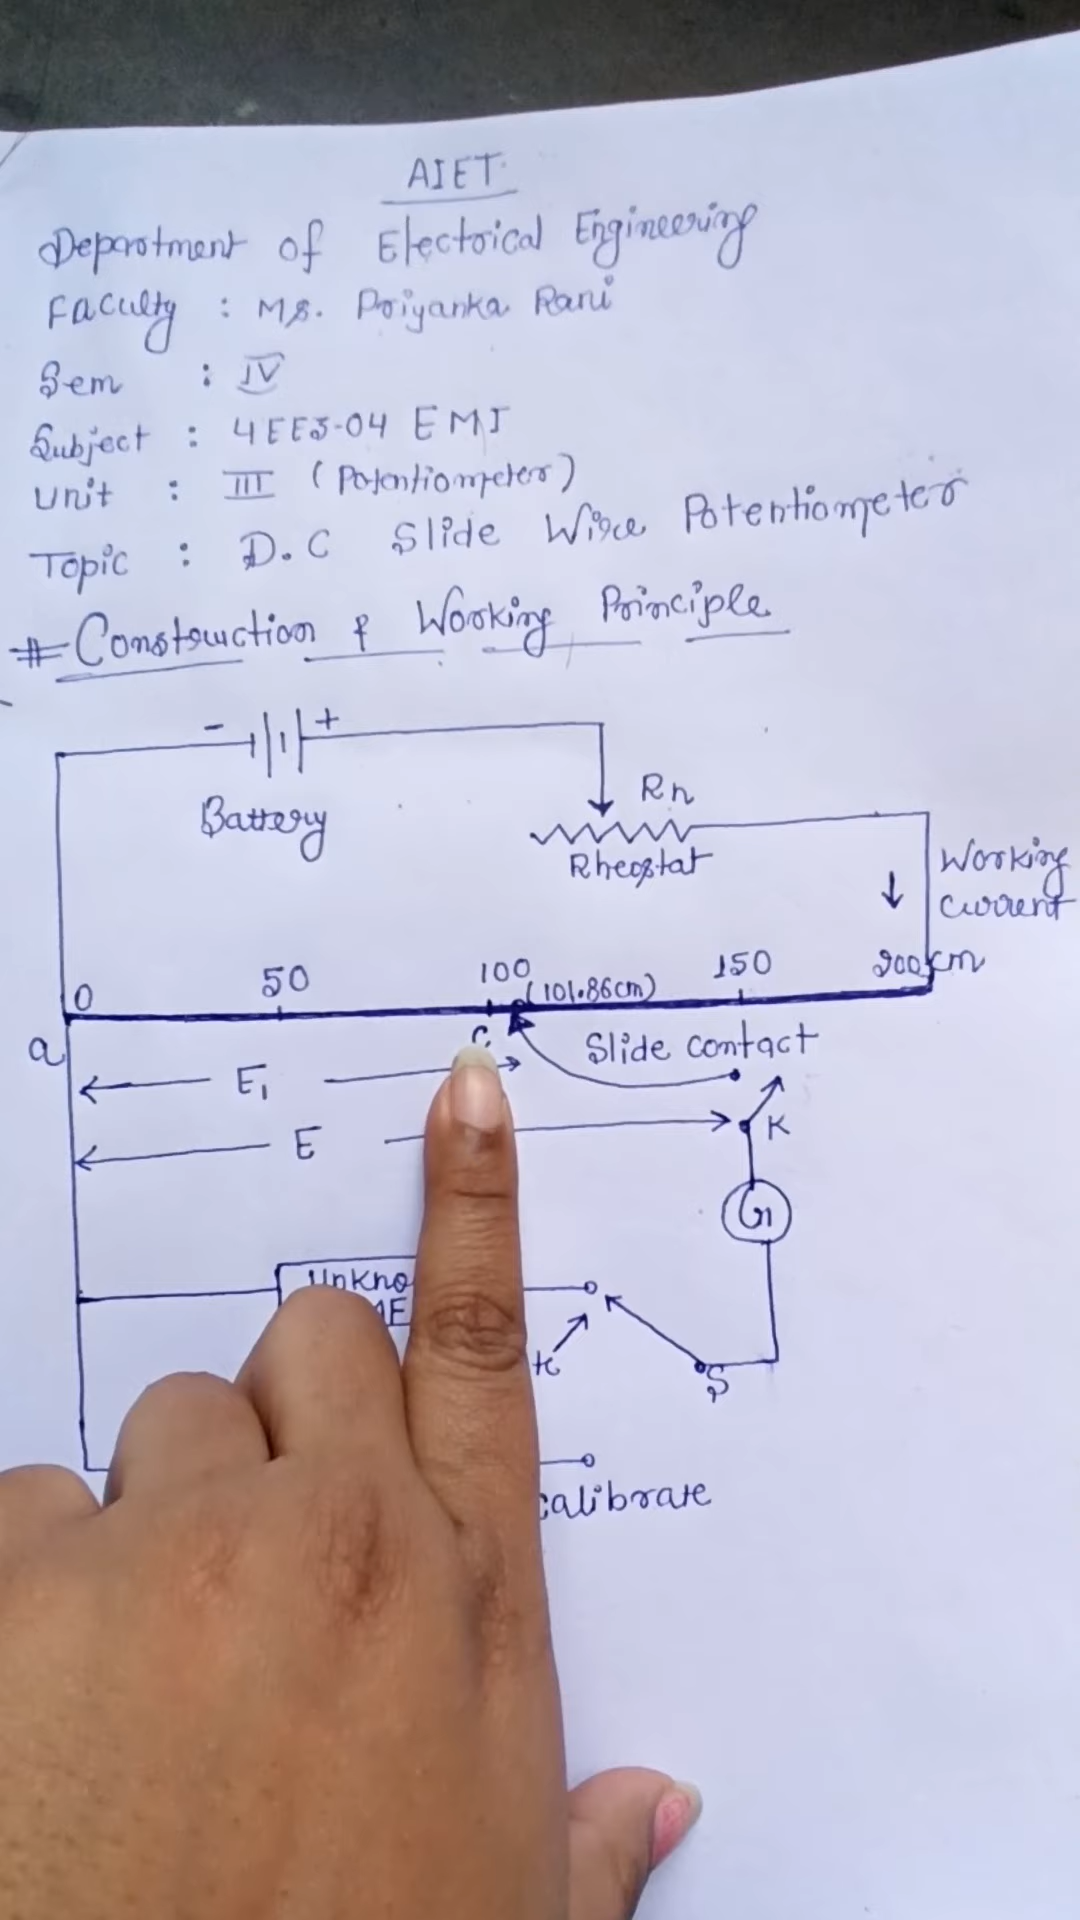 AIET.
Department of Electrical Engineering
Faculty : Ms. Priyanka Rani
Sem : IV
Subject : 4EE3-04 EMI
Unit : III (Potentiometer)
Topic : D.C Slide Wire Potentiometer
# Construction & Working Principle
- +
Battery
Rh
Rheostat
Working
current
0 50 100 150 200 cm
(101.86cm)
a
C
Slide contact
E₁
E
K
G
S
calibrate